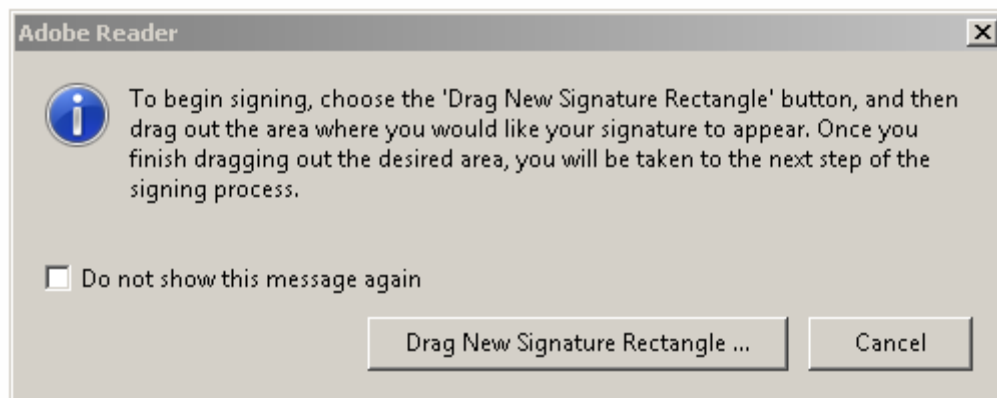 Adobe Reader
To begin signing, choose the 'Drag New Signature Rectangle' button, and then
drag out the area where you would like your signature to appear. Once you
finish dragging out the desired area, you will be taken to the next step of the
signing process.
Do not show this message again
Drag New Signature Rectangle ...
Cancel